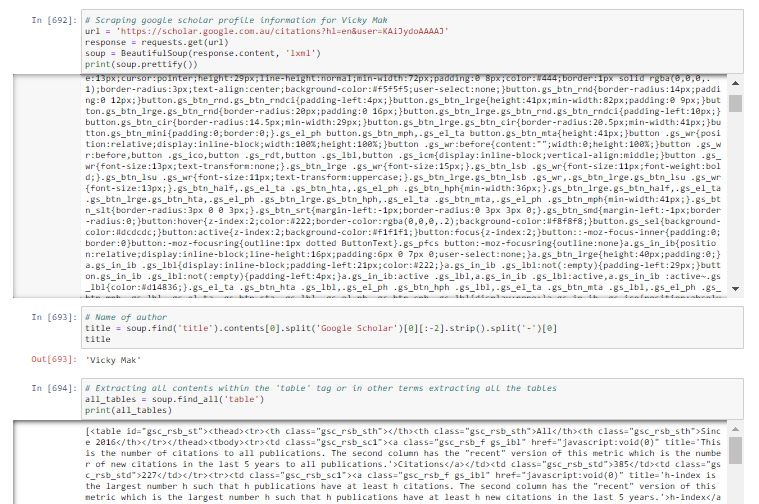 In [692]:
# Scraping google scholar profile information for Vicky Mak
url = 'https://scholar.google.com.au/citations?hl=en&user=KAiJydoAAAAJ'
response = requests.get(url)
soup = BeautifulSoup(response.content, 'lxml')
print(soup.prettify())
e:13px;cursor:pointer;height:29px;line-height:normal;min-width:72px;padding:0 8px;color:#444;border:1px solid rgba(0,0,0,.
1);border-radius:3px;text-align:center;background-color:#f5f5f5;user-select:none;}button.gs_btn_rnd{border-radius:14px;paddi
ng:0 12px;}button.gs_btn_rnd.gs_btn_rndci{padding-left:4px;}button.gs_btn_lrge{height:41px;min-width:82px;padding:0 9px;}but
ton.gs_btn_lrge.gs_btn_rnd{border-radius:20px;padding:0 16px;}button.gs_btn_lrge.gs_btn_rnd.gs_btn_rndci{padding-left:10px;}
button.gs_btn_cir{border-radius:14.5px;min-width:29px;}button.gs_btn_lrge.gs_btn_cir{border-radius:20.5px;min-width:41px;}bu
tton.gs_btn_mini{padding:0;border:0;}.gs_el_ph button.gs_btn_mph,.gs_el_ta button.gs_btn_mta{height:41px;}button .gs_wr{pos
ition:relative;display:inline-block;width:100%;height:100%;}button .gs_wr:before{content:"";width:0;height:100%;}button .gs_
wr:before,button .gs_ico,button .gs_rdt,button .gs_lbl,button .gs_icm{display:inline-block;vertical-align:middle;}button .gs_
wr{font-size:13px;text-transform:none;}.gs_btn_lrge .gs_wr{font-size:15px;}.gs_btn_lsb .gs_wr{font-size:11px;font-weight:bol
d;}.gs_btn_lsu .gs_wr{font-size:11px;text-transform:uppercase;}.gs_btn_lrge.gs_btn_lsb .gs_wr,.gs_btn_lrge.gs_btn_lsu .gs_wr
{font-size:13px;}.gs_btn_half,.gs_el_ta .gs_btn_hta,.gs_el_ph .gs_btn_hph{min-width:36px;}.gs_btn_lrge.gs_btn_half,.gs_el_ta
.gs_btn_lrge.gs_btn_hta,.gs_el_ph .gs_btn_lrge.gs_btn_hph,.gs_el_ta .gs_btn_mta,.gs_el_ph .gs_btn_mph{min-width:41px;}.gs_bt
n_slt{border-radius:3px 0 0 3px;}.gs_btn_srt{margin-left:-1px;border-radius:0 3px 3px 0;}.gs_btn_smd{margin-left:-1px;border
-radius:0;}button:hover{z-index:2;color:#222;border-color:rgba(0,0,0,.2);background-color:#f8f8f8;}button.gs_sel{background-
color:#dcdcdc;}button:active{z-index:2;background-color:#f1f1f1;}button:focus{z-index:2;}button::-moz-focus-inner{padding:0;
border:0}button:-moz-focusring{outline:1px dotted ButtonText}.gs_pfcs button:-moz-focusring{outline:none}a.gs_in_ib{positio
n:relative;display:inline-block;line-height:16px;padding:6px 0 7px 0;user-select:none;}a.gs_btn_lrge{height:40px;padding:0;}
a.gs_in_ib .gs_lbl{display:inline-block;padding-left:21px;color:#222;}a.gs_in_ib .gs_lbl:not(:empty){padding-left:29px;}butt
on.gs_in_ib .gs_lbl:not(:empty){padding-left:4px;}a.gs_in_ib:active .gs_lbl,a.gs_in_ib .gs_lbl:active,a.gs_in_ib :active~.gs
_lbl{color:#d14836;}.gs_el_ta .gs_btn_hta .gs_lbl,.gs_el_ph .gs_btn_hph .gs_lbl,.gs_el_ta .gs_btn_mta .gs_lbl,.gs_el_ph .gs_
In [693]:
# Name of author
title = soup.find('title').contents[0].split('Google Scholar')[0][:-2].strip().split('-')[0]
title
Out[693]: 'Vicky Mak'
In [694]:
# Extracting all contents within the 'table' tag or in other terms extracting all the tables
all_tables = soup.find_all('table')
print(all_tables)
[<table id="gsc_rsb_st"><thead><tr><th class="gsc_rsb_sth"></th><th class="gsc_rsb_sth">All</th><th class="gsc_rsb_sth">Sinc
e 2016</th></tr></thead><tbody><tr><td class="gsc_rsb_sc1"><a class="gsc_rsb_f gs_ibl" href="javascript:void(0)" title='This
is the number of citations to all publications. The second column has the "recent" version of this metric which is the numbe
r of new citations in the last 5 years to all publications.'>Citations</a></td><td class="gsc_rsb_std">385</td><td class="gs
c_rsb_std">227</td></tr><tr><td class="gsc_rsb_sc1"><a class="gsc_rsb_f gs_ibl" href="javascript:void(0)" title='h-index is
the largest number h such that h publications have at least h citations. The second column has the "recent" version of this
metric which is the largest number h such that h publications have at least h new citations in the last 5 years.'>h-index</a